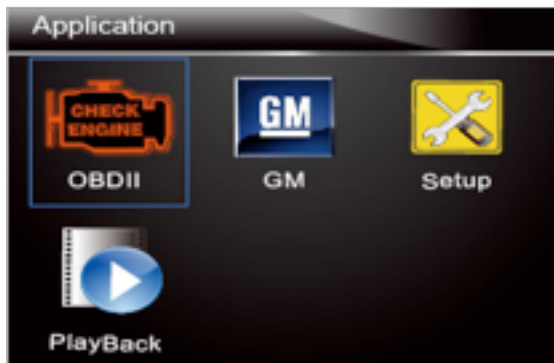 Application
CHECK
ENGINE
GM
OBDII
GM
Setup
PlayBack